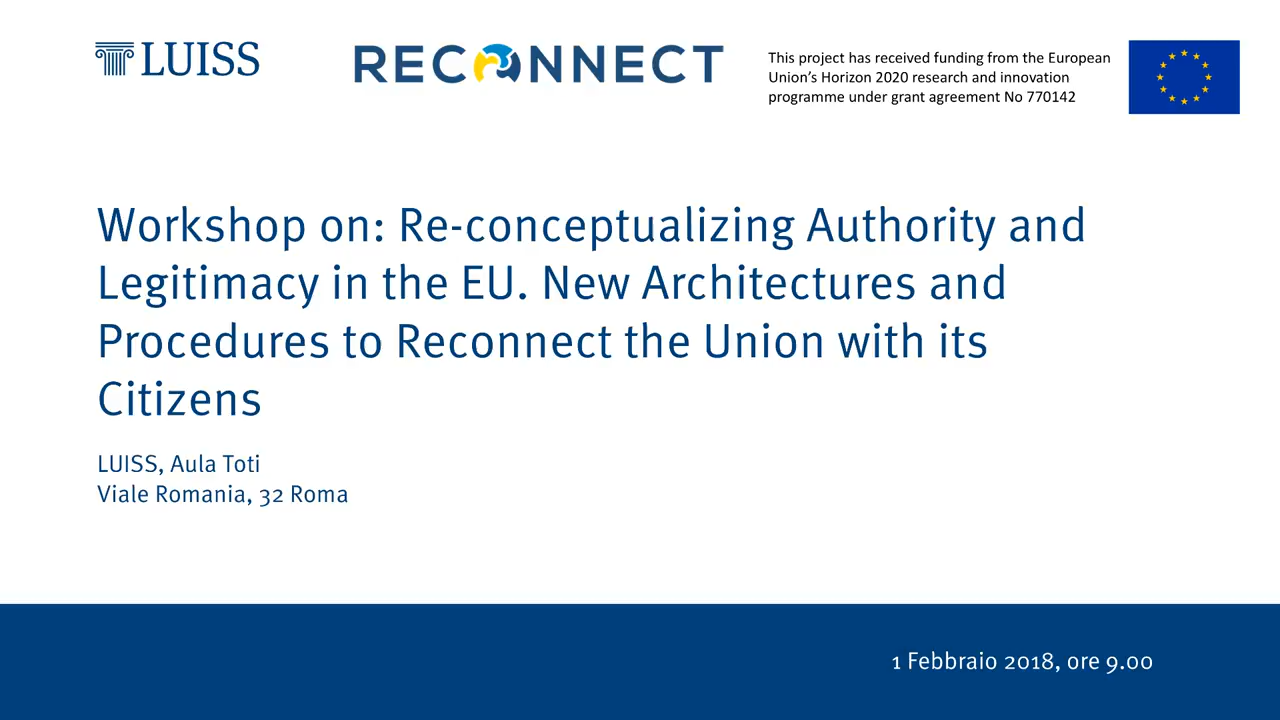 LUISS
RECONNECT
This project has received funding from the European
Union’s Horizon 2020 research and innovation
programme under grant agreement No 770142
Workshop on: Re-conceptualizing Authority and
Legitimacy in the EU. New Architectures and
Procedures to Reconnect the Union with its
Citizens
LUISS, Aula Toti
Viale Romania, 32 Roma
1 Febbraio 2018, ore 9.00